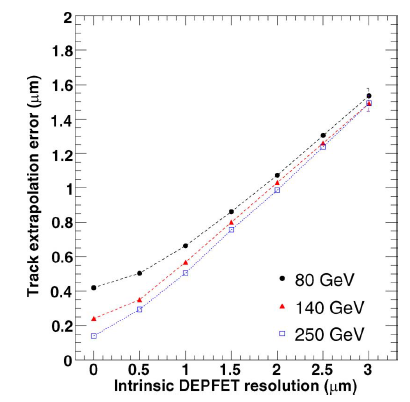 2
1.8
1.6
1.4
1.2
1
0.8
0.6
0.4
0.2
0
Track extrapolation error (μm)
80 GeV
140 GeV
250 GeV
0 0.5 1 1.5 2 2.5 3
Intrinsic DEPFET resolution (μm)